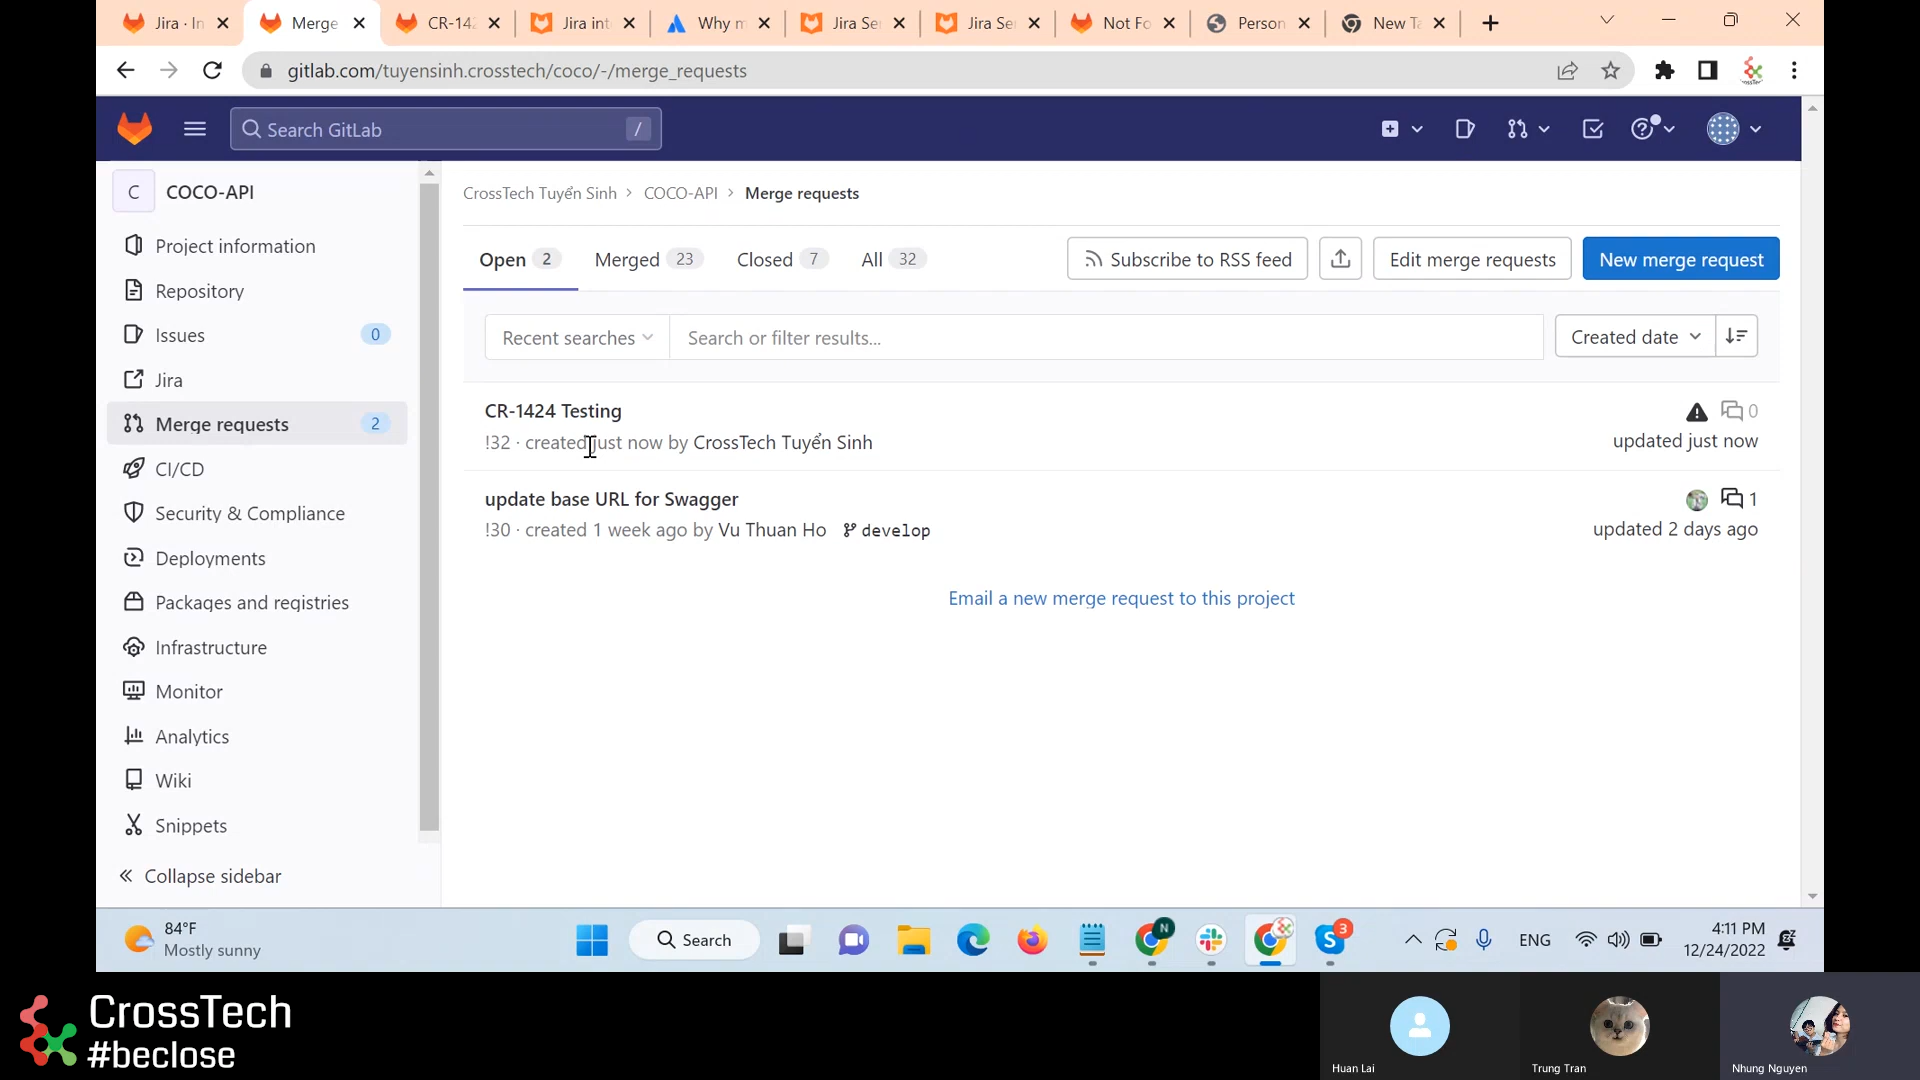 Jira · In
Merge
CR-142
Jira int
Why m
Jira Ser
Jira Ser
Not Fo
Person
New Ta
gitlab.com/tuyensinh.crosstech/coco/-/merge_requests
Search GitLab
/
C
COCO-API
Project information
Repository
Issues 0
Jira
Merge requests 2
CI/CD
Security & Compliance
Deployments
Packages and registries
Infrastructure
Monitor
Analytics
Wiki
Snippets
Collapse sidebar
CrossTech Tuyển Sinh > COCO-API > Merge requests
Open 2
Merged 23
Closed 7
All 32
Subscribe to RSS feed
Edit merge requests
New merge request
Recent searches
Search or filter results...
Created date
CR-1424 Testing
!32 · created just now by CrossTech Tuyển Sinh
0
updated just now
update base URL for Swagger
!30 · created 1 week ago by Vu Thuan Ho develop
1
updated 2 days ago
Email a new merge request to this project
84°F
Mostly sunny
Search
N
3
ENG
4:11 PM
12/24/2022
CrossTech
#beclose
Huan Lai
Trung Tran
Nhung Nguyen